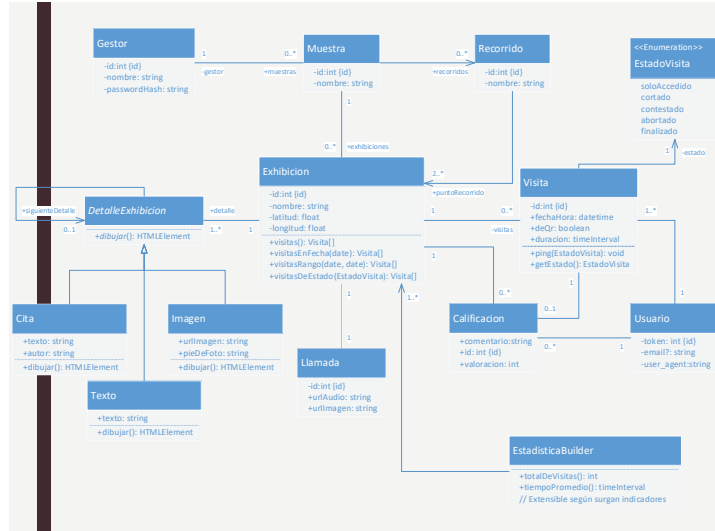 Gestor
-id:int {id}
-nombre: string
-passwordHash: string
1
0..*
-gestor
+muestras
Muestra
-id:int {id}
-nombre: string
0..*
+recorridos
Recorrido
-id:int {id}
-nombre: string
<<Enumeration>>
EstadoVisita
soloAccedido
cortado
contestado
abortado
finalizado
1
0..*
+exhibiciones
2..*
+puntoRecorrido
1
-estado
Exhibicion
-id:int {id}
-nombre: string
-latitud: float
-longitud: float
+visitas(): Visita[]
+visitasEnFecha(date): Visita[]
+visitasRango(date, date): Visita[]
+visitasDeEstado(EstadoVisita): Visita[]
Visita
-id:int {id}
+fechaHora: datetime
+deQr: boolean
+duracion: timeInterval
+ping(EstadoVisita): void
+getEstado(): EstadoVisita
+siguienteDetalle
0..1
DetalleExhibicion
+dibujar(): HTMLElement
+detalle
1..*
1
1
0..*
-visitas
1..*
1
1
1..*
0..*
1
0..1
1
Cita
+texto: string
+autor: string
+dibujar(): HTMLElement
Imagen
+urlImagen: string
+pieDeFoto: string
+dibujar(): HTMLElement
Calificacion
+comentario:string
+id: int {id}
+valoracion: int
0..*
1
Usuario
-token: int {id}
-email?: string
-user_agent:string
1
Llamada
-id:int {id}
+urlAudio: string
+urlImagen: string
Texto
+texto: string
+dibujar(): HTMLElement
EstadisticaBuilder
+totalDeVisitas(): int
+tiempoPromedio(): timeInterval
// Extensible según surgan indicadores